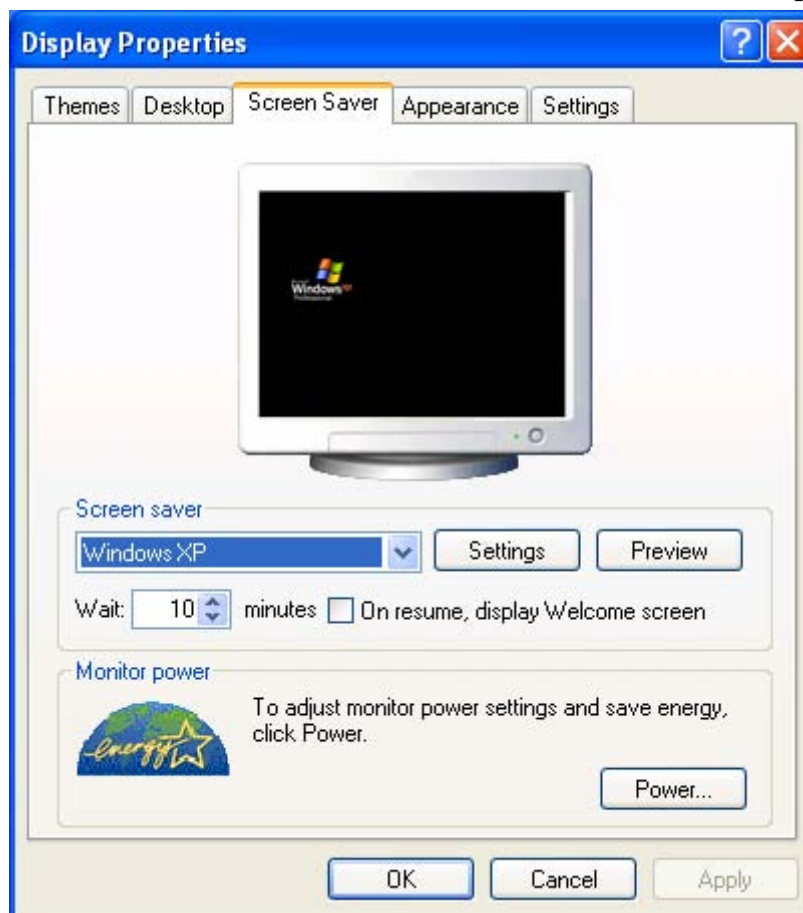 Display Properties
?
Themes Desktop Screen Saver Appearance Settings
Windows xp
Professional
Screen saver
Windows XP Settings Preview
Wait: 10 minutes On resume, display Welcome screen
Monitor power
energy
To adjust monitor power settings and save energy,
click Power.
Power...
OK Cancel Apply